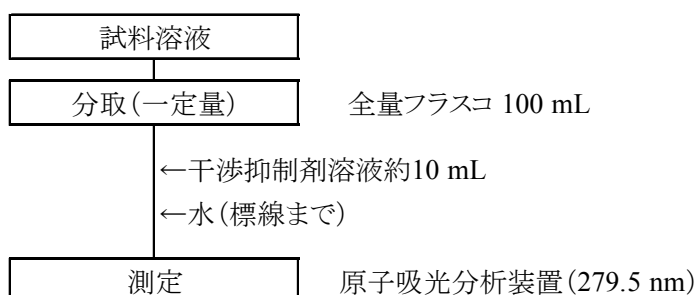 試料溶液
分取(一定量) 全量フラスコ 100 mL
←干渉抑制剤溶液約10 mL
←水(標線まで)
測定 原子吸光分析装置(279.5 nm)